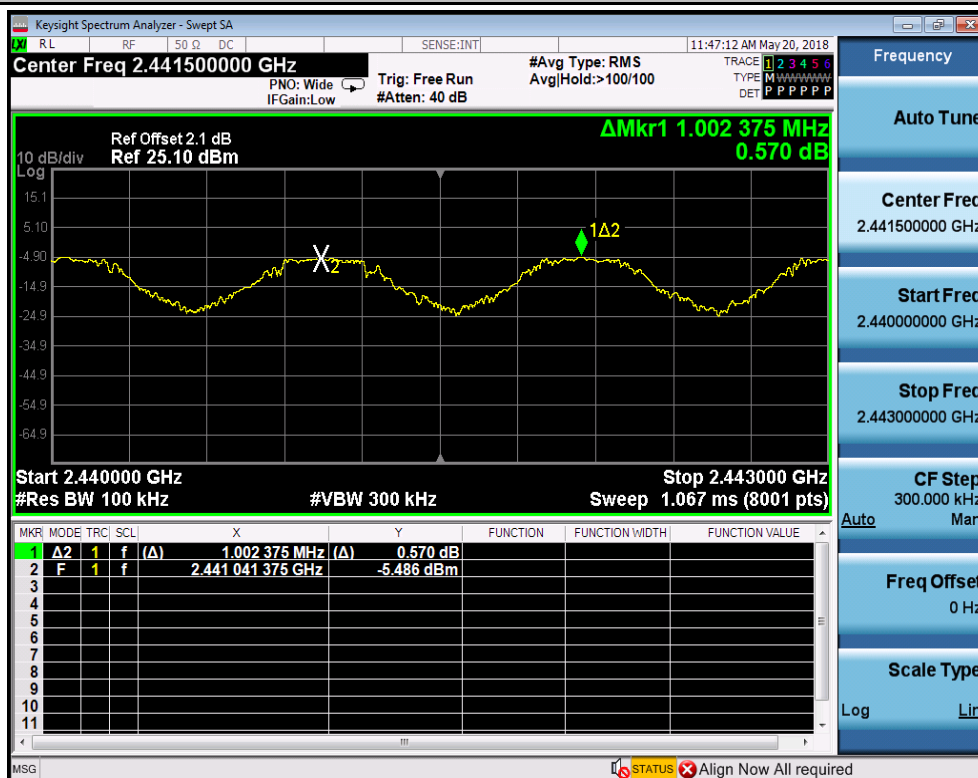 Keysight Spectrum Analyzer - Swept SA
LXI RL RF 50 Ω DC SENSE:INT 11:47:12 AM May 20, 2018
Center Freq 2.441500000 GHz
#Avg Type: RMS
TRACE 1 2 3 4 5 6
PNO: Wide
Trig: Free Run
Avg|Hold:>100/100
TYPE M WWWWW
IFGain:Low
#Atten: 40 dB
DET P P P P P P
Ref Offset 2.1 dB
ΔMkr1 1.002 375 MHz
10 dB/div
Ref 25.10 dBm
0.570 dB
Log
15.1
5.10
-4.90
-14.9
-24.9
-34.9
-44.9
-54.9
-64.9
X2
1Δ2
Start 2.440000 GHz
Stop 2.443000 GHz
#Res BW 100 kHz
#VBW 300 kHz
Sweep 1.067 ms (8001 pts)
MKR MODE TRC SCL X Y FUNCTION FUNCTION WIDTH FUNCTION VALUE
1 Δ2 1 f (Δ) 1.002 375 MHz (Δ) 0.570 dB
2 F 1 f 2.441 041 375 GHz -5.486 dBm
3
4
5
6
7
8
9
10
11
MSG
STATUS Align Now All required
Frequency
Auto Tune
Center Freq
2.441500000 GHz
Start Freq
2.440000000 GHz
Stop Freq
2.443000000 GHz
CF Step
300.000 kHz
Auto Man
Freq Offset
0 Hz
Scale Type
Log Lin